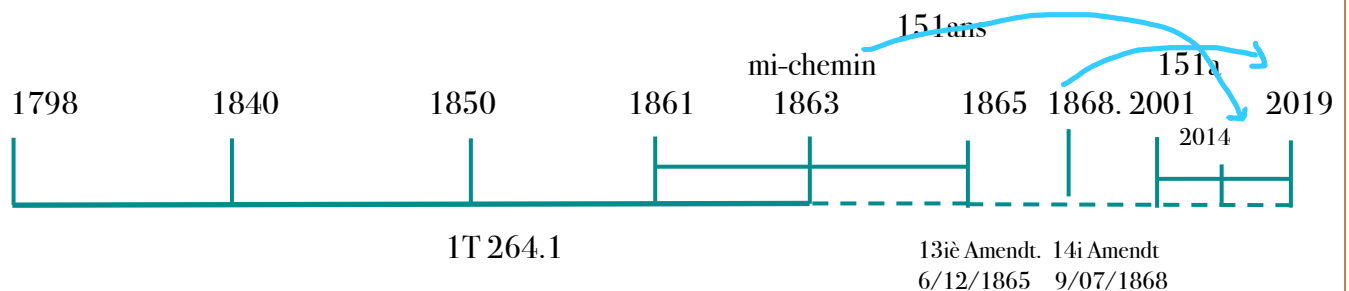 151ans
mi-chemin 151a
1798 1840 1850 1861 1863 1865 1868. 2001 2019
2014
1T 264.1
13iè Amendt. 14i Amendt
6/12/1865 9/07/1868